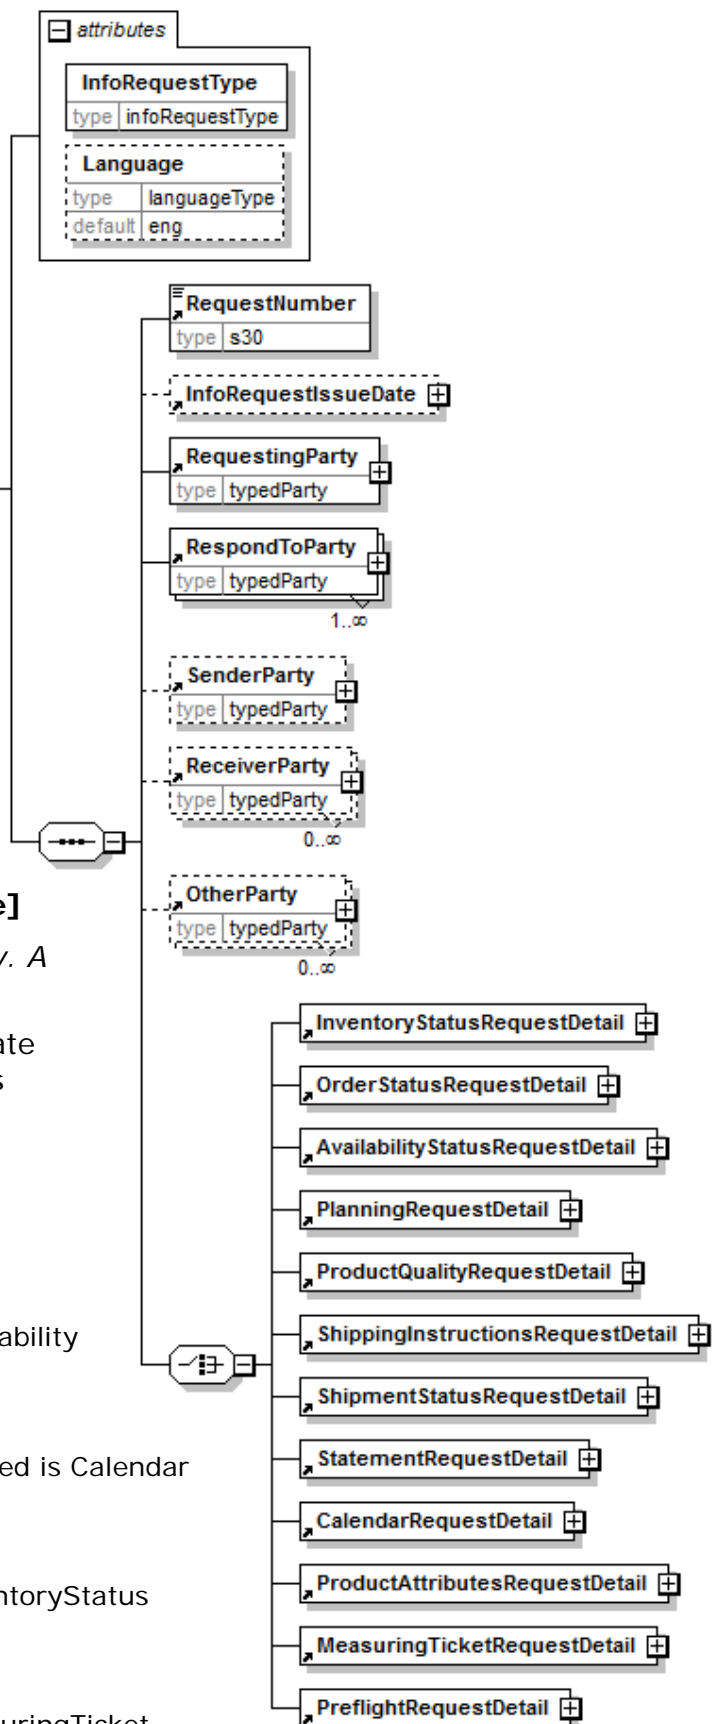 attributes
InfoRequestType
type infoRequestType
Language
type languageType
default eng
RequestNumber
type s30
InfoRequestIssueDate
RequestingParty
type typedParty
RespondToParty
type typedParty
1..∞
SenderParty
type typedParty
ReceiverParty
type typedParty
0..∞
e]
OtherParty
type typedParty
y. A
0..∞
InventoryStatusRequestDetail
ate
s
OrderStatusRequestDetail
AvailabilityStatusRequestDetail
PlanningRequestDetail
ProductQualityRequestDetail
ability
ShippingInstructionsRequestDetail
ShipmentStatusRequestDetail
ed is Calendar
StatementRequestDetail
CalendarRequestDetail
ntoryStatus
ProductAttributesRequestDetail
MeasuringTicketRequestDetail
PreflightRequestDetail
uringTicket